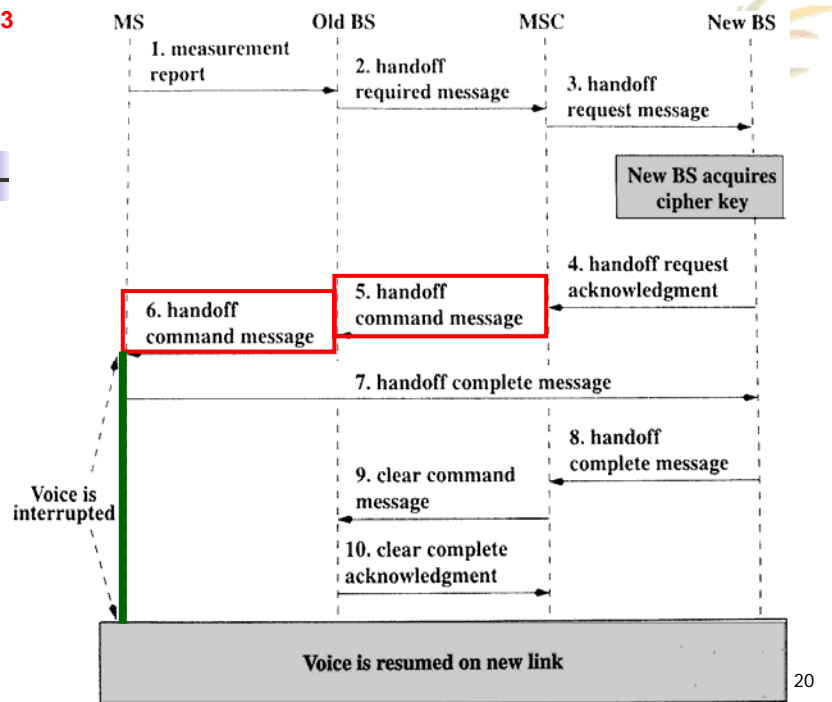 3
MS
Old BS
MSC
New BS
1. measurement
report
2. handoff
required message
3. handoff
request message
New BS acquires
cipher key
4. handoff request
acknowledgment
5. handoff
command message
6. handoff
command message
7. handoff complete message
8. handoff
complete message
9. clear command
message
Voice is
interrupted
10. clear complete
acknowledgment
Voice is resumed on new link
20